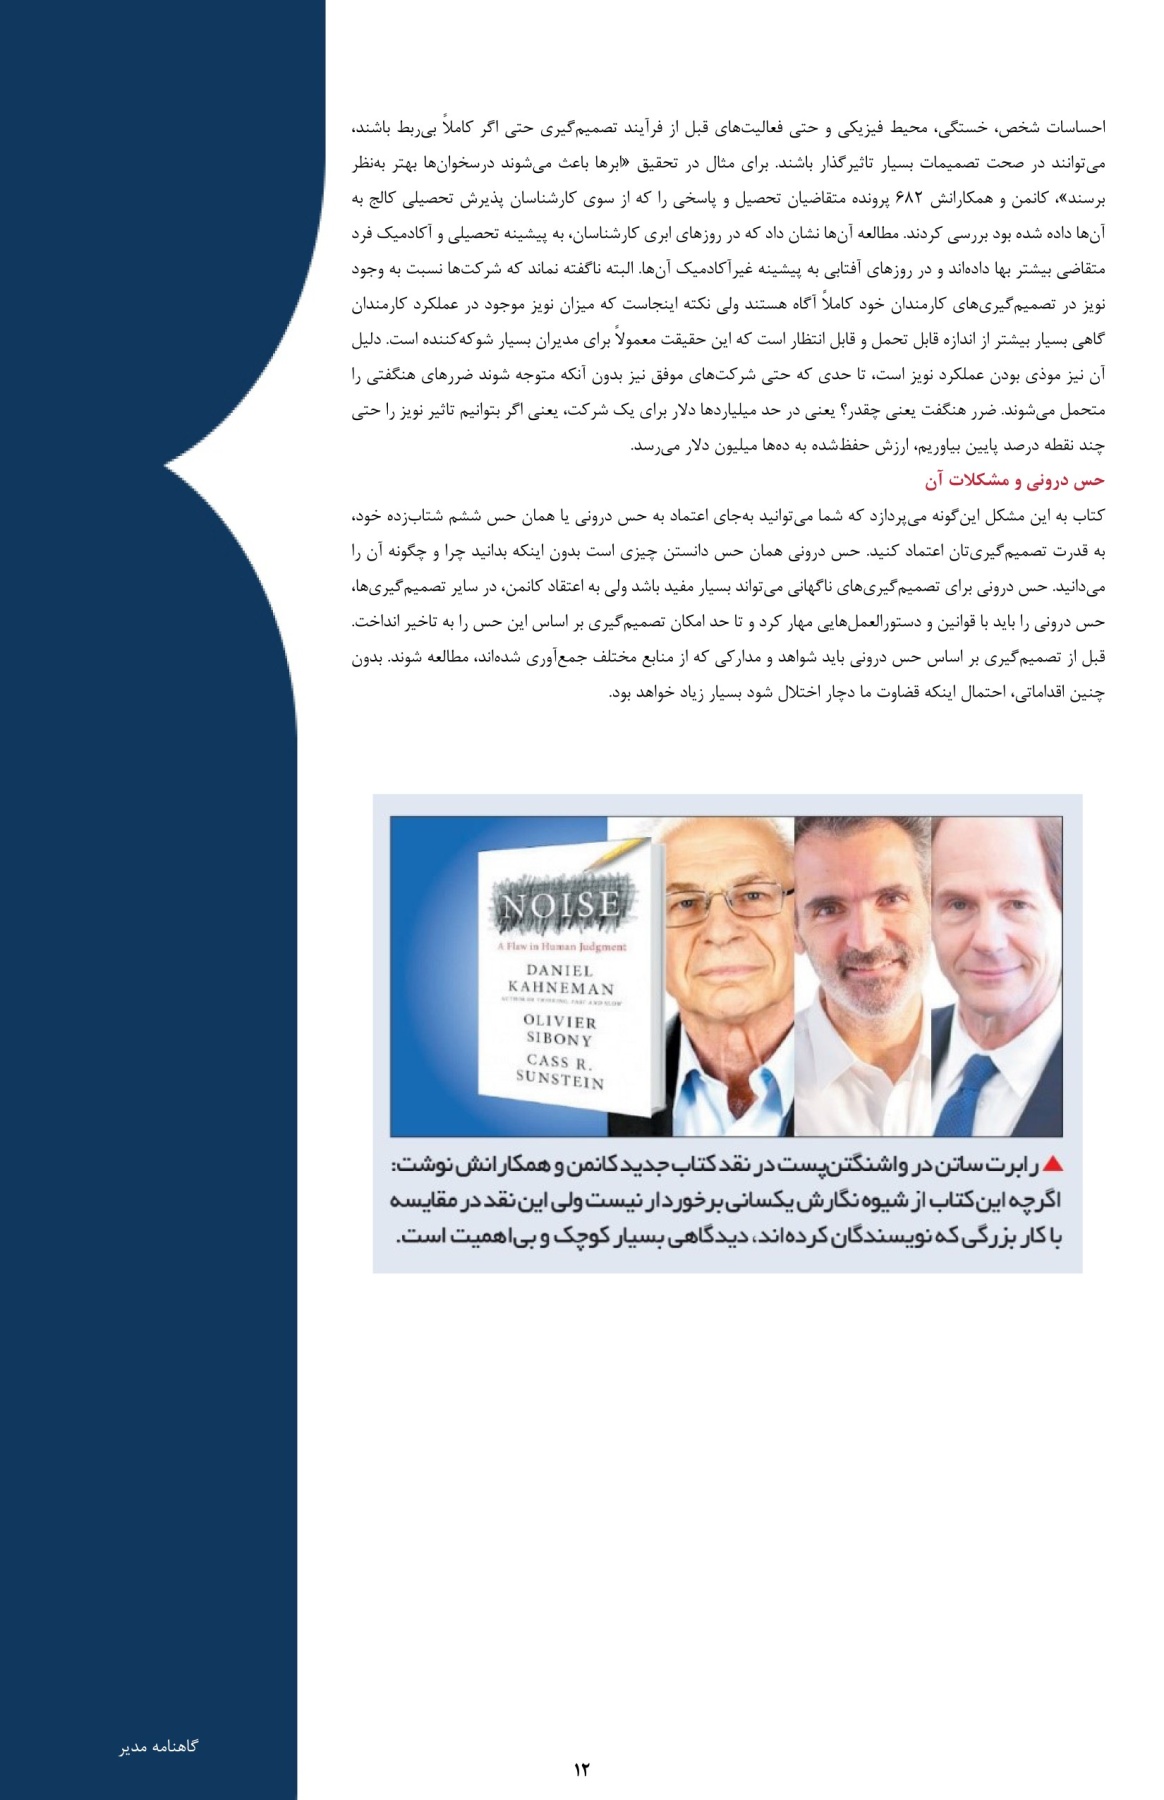 احساسات شخص، خستگی، محیط فیزیکی و حتی فعالیت‌های قبل از فرآیند تصمیم‌گیری حتی اگر کاملاً بی‌ربط باشند،
می‌توانند در صحت تصمیمات بسیار تاثیرگذار باشند. برای مثال در تحقیق «ابرها باعث می‌شوند درسخوان‌ها بهتر به‌نظر
برسند»، کانمن و همکارانش ۶۸۲ پرونده متقاضیان تحصیل و پاسخی را که از سوی کارشناسان پذیرش تحصیلی کالج به
آن‌ها داده شده بود بررسی کردند. مطالعه آن‌ها نشان داد که در روزهای ابری کارشناسان، به پیشینه تحصیلی و آکادمیک فرد
متقاضی بیشتر بها داده‌اند و در روزهای آفتابی به پیشینه غیرآکادمیک آن‌ها. البته ناگفته نماند که شرکت‌ها نسبت به وجود
نویز در تصمیم‌گیری‌های کارمندان خود کاملاً آگاه هستند ولی نکته اینجاست که میزان نویز موجود در عملکرد کارمندان
گاهی بسیار بیشتر از اندازه قابل تحمل و قابل انتظار است که این حقیقت معمولاً برای مدیران بسیار شوکه‌کننده است. دلیل
آن نیز موذی بودن عملکرد نویز است، تا حدی که حتی شرکت‌های موفق نیز بدون آنکه متوجه شوند ضررهای هنگفتی را
متحمل می‌شوند. ضرر هنگفت یعنی چقدر؟ یعنی در حد میلیاردها دلار برای یک شرکت، یعنی اگر بتوانیم تاثیر نویز را حتی
چند نقطه درصد پایین بیاوریم، ارزش حفظ‌شده به ده‌ها میلیون دلار می‌رسد.
حس درونی و مشکلات آن
کتاب به این مشکل این‌گونه می‌پردازد که شما می‌توانید به‌جای اعتماد به حس درونی یا همان حس ششم شتاب‌زده خود،
به قدرت تصمیم‌گیری‌تان اعتماد کنید. حس درونی همان حس دانستن چیزی است بدون اینکه بدانید چرا و چگونه آن را
می‌دانید. حس درونی برای تصمیم‌گیری‌های ناگهانی می‌تواند بسیار مفید باشد ولی به اعتقاد کانمن، در سایر تصمیم‌گیری‌ها،
حس درونی را باید با قوانین و دستورالعمل‌هایی مهار کرد و تا حد امکان تصمیم‌گیری بر اساس این حس را به تاخیر انداخت.
قبل از تصمیم‌گیری بر اساس حس درونی باید شواهد و مدارکی که از منابع مختلف جمع‌آوری شده‌اند، مطالعه شوند. بدون
چنین اقداماتی، احتمال اینکه قضاوت ما دچار اختلال شود بسیار زیاد خواهد بود.
NOISE
A Flaw in Human Judgment
DANIEL
KAHNEMAN
AUTHOR OF THINKING, FAST AND SLOW
OLIVIER
SIBONY
CASS R.
SUNSTEIN
▲ رابرت ساتن در واشنگتن‌پست در نقد کتاب جدید کانمن و همکارانش نوشت:
اگرچه این کتاب از شیوه نگارش یکسانی برخوردار نیست ولی این نقد در مقایسه
با کار بزرگی که نویسندگان کرده‌اند، دیدگاهی بسیار کوچک و بی‌اهمیت است.
گاهنامه مدیر
۱۲